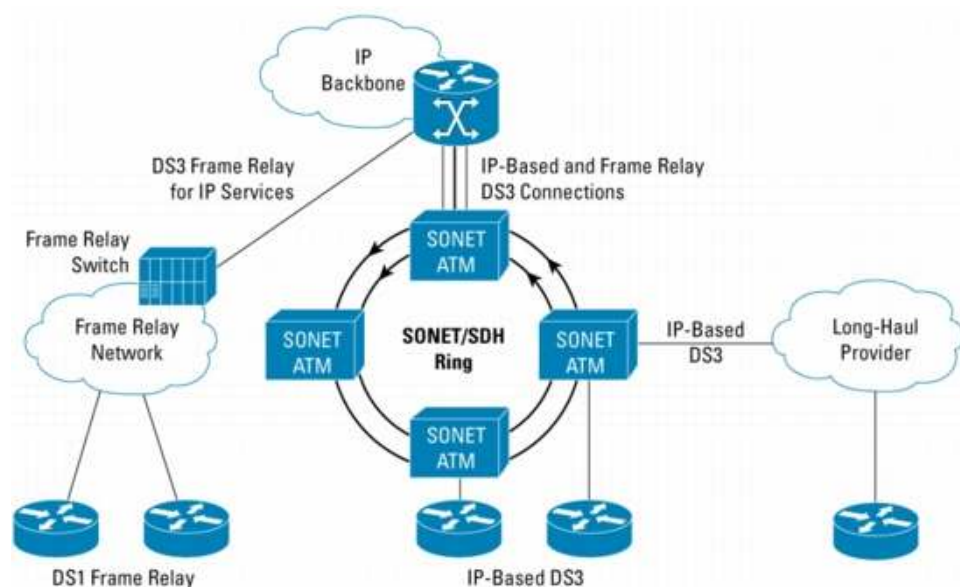 IP
Backbone
DS3 Frame Relay
for IP Services
IP-Based and Frame Relay
DS3 Connections
Frame Relay
Switch
SONET
ATM
Frame Relay
Network
SONET
ATM
SONET/SDH
Ring
SONET
ATM
IP-Based
DS3
Long-Haul
Provider
SONET
ATM
DS1 Frame Relay
IP-Based DS3